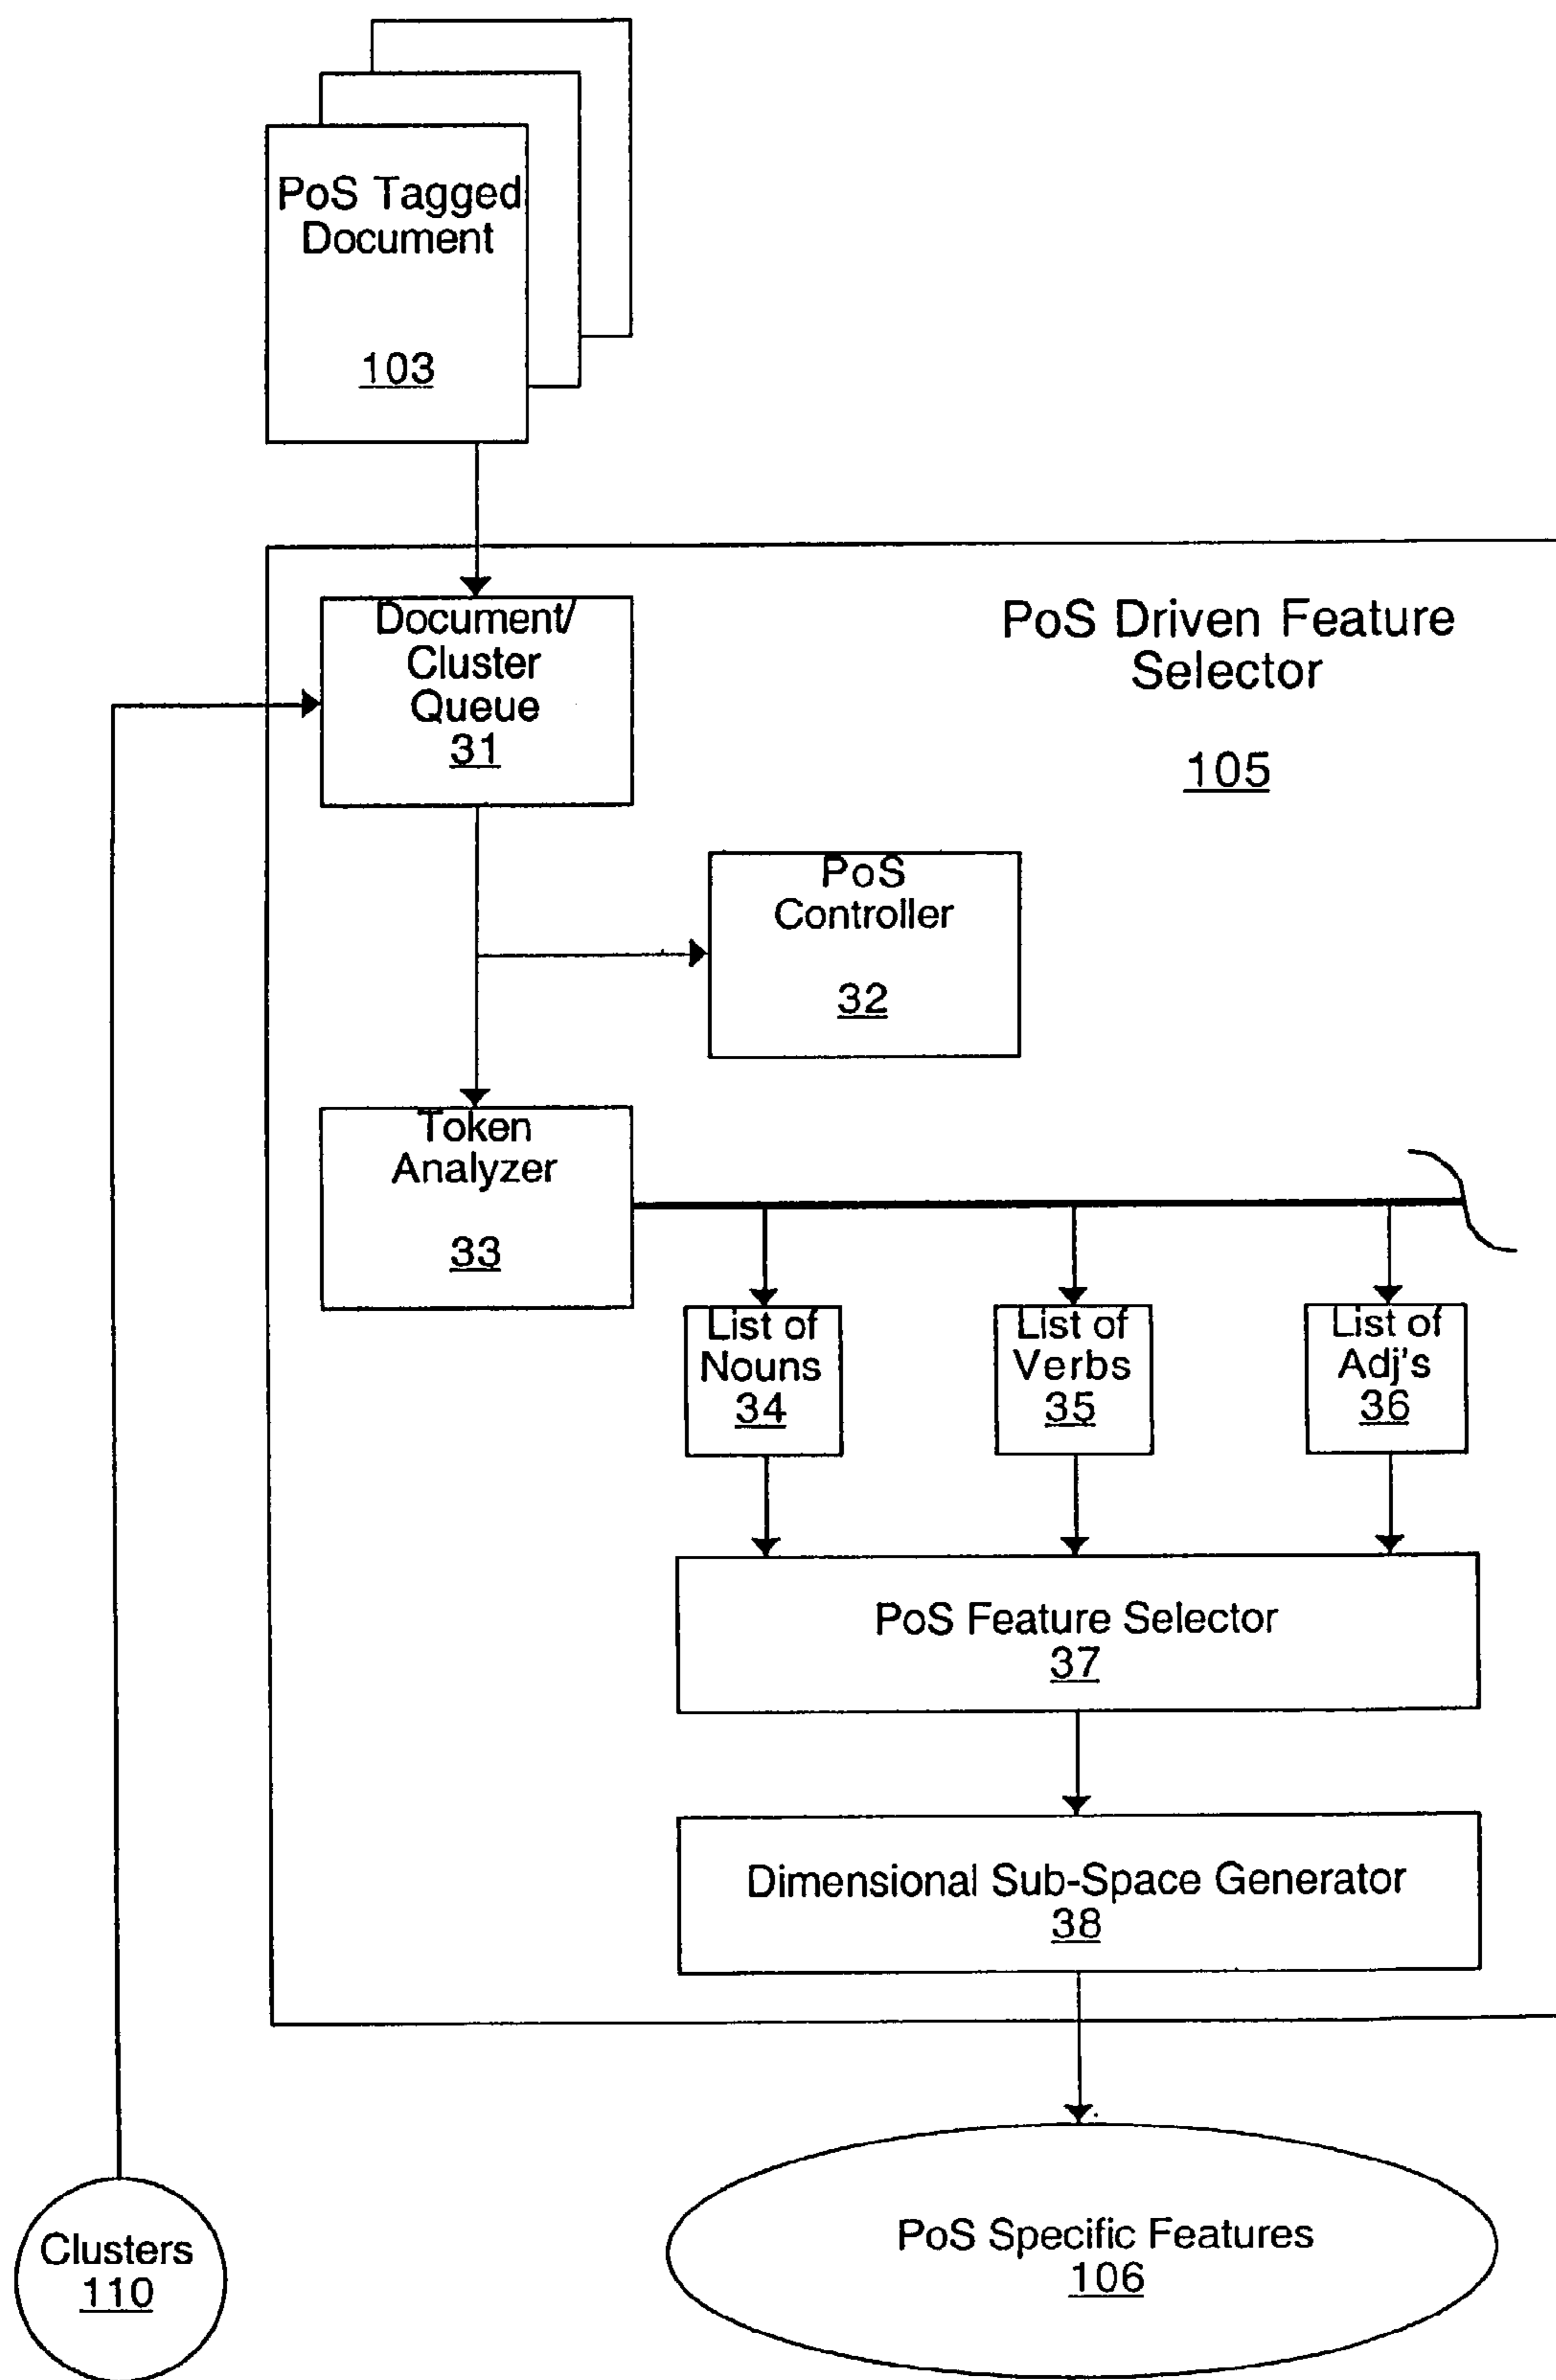 PoS Tagged
Document
103
Document/
Cluster
Queue
31
PoS Driven Feature
Selector
105
PoS
Controller
32
Token
Analyzer
33
List of
Nouns
34
List of
Verbs
35
List of
Adj's
36
PoS Feature Selector
37
Dimensional Sub-Space Generator
38
Clusters
110
PoS Specific Features
106